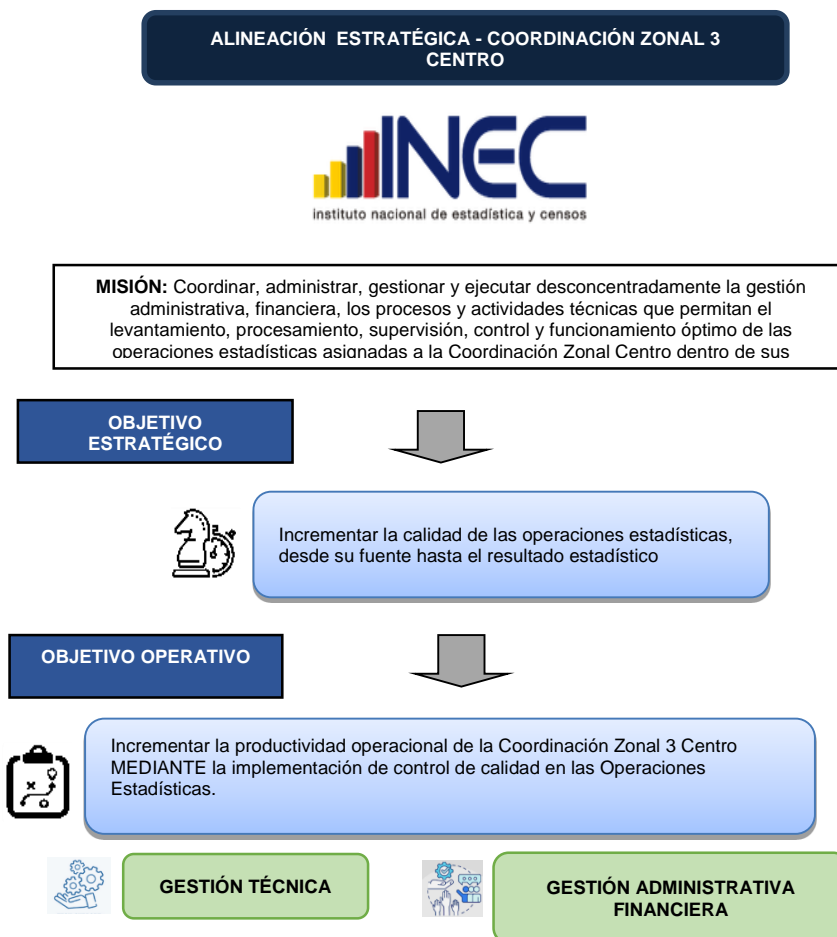 ALINEACIÓN ESTRATÉGICA - COORDINACIÓN ZONAL 3
CENTRO
INEC
instituto nacional de estadística y censos
MISIÓN: Coordinar, administrar, gestionar y ejecutar desconcentradamente la gestión
administrativa, financiera, los procesos y actividades técnicas que permitan el
levantamiento, procesamiento, supervisión, control y funcionamiento óptimo de las
operaciones estadísticas asignadas a la Coordinación Zonal Centro dentro de sus
OBJETIVO
ESTRATÉGICO
Incrementar la calidad de las operaciones estadísticas,
desde su fuente hasta el resultado estadístico
OBJETIVO OPERATIVO
Incrementar la productividad operacional de la Coordinación Zonal 3 Centro
MEDIANTE la implementación de control de calidad en las Operaciones
Estadísticas.
GESTIÓN TÉCNICA
GESTIÓN ADMINISTRATIVA
FINANCIERA